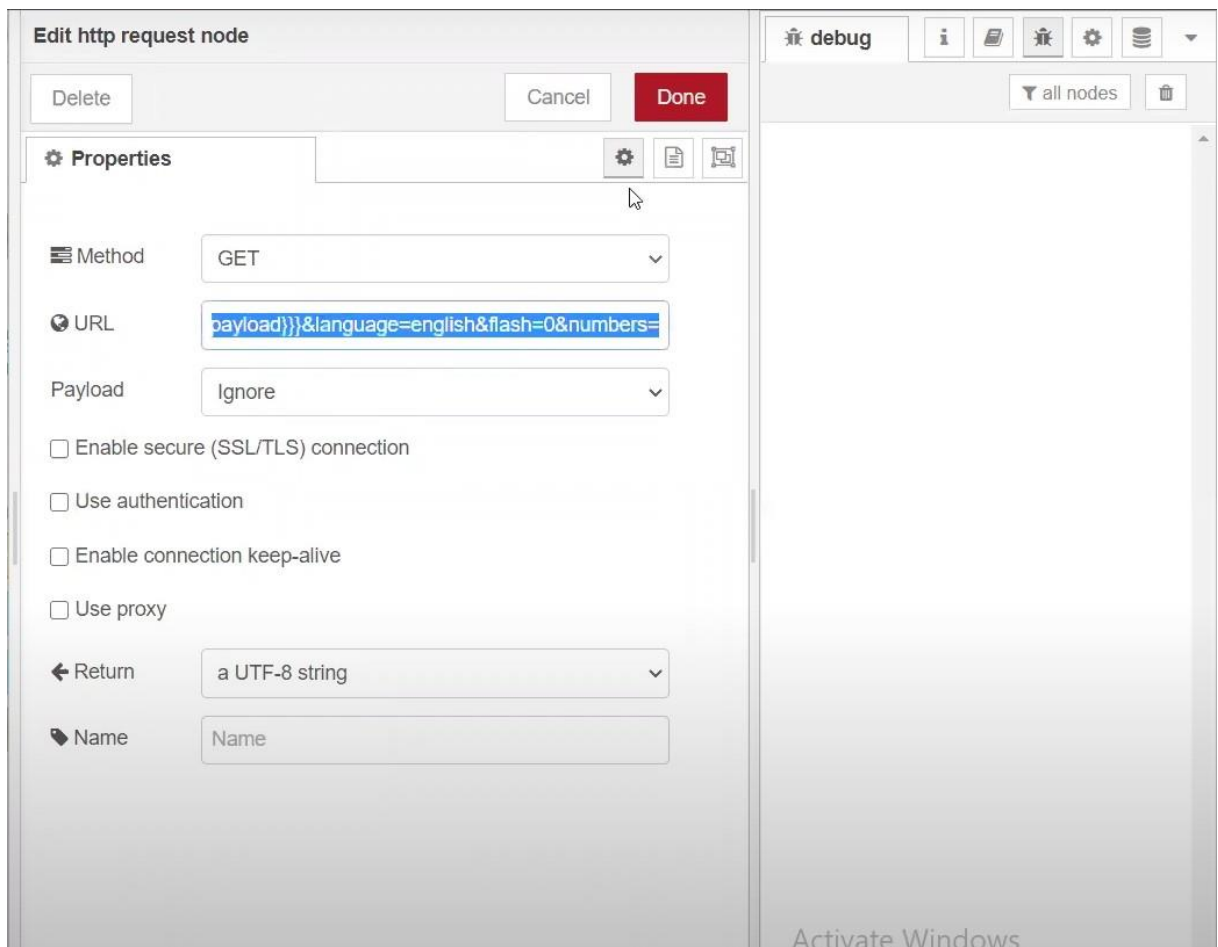 Edit http request node
debug
Delete
Cancel
Done
all nodes
Properties
Method
GET
URL
payload}}}&language=english&flash=0&numbers=
Payload
Ignore
Enable secure (SSL/TLS) connection
Use authentication
Enable connection keep-alive
Use proxy
Return
a UTF-8 string
Name
Name
Activate Windows